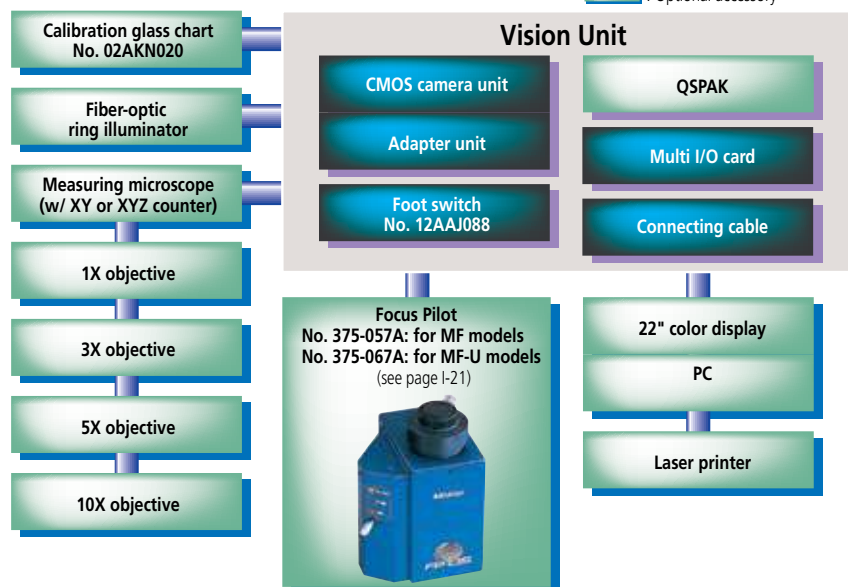 : Optional accessory
Calibration glass chart
No. 02AKN020
Fiber-optic
ring illuminator
Measuring microscope
(w/ XY or XYZ counter)
1X objective
3X objective
5X objective
10X objective
Vision Unit
CMOS camera unit
Adapter unit
Foot switch
No. 12AAJ088
QSPAK
Multi I/O card
Connecting cable
Focus Pilot
No. 375-057A: for MF models
No. 375-067A: for MF-U models
(see page I-21)
22" color display
PC
Laser printer